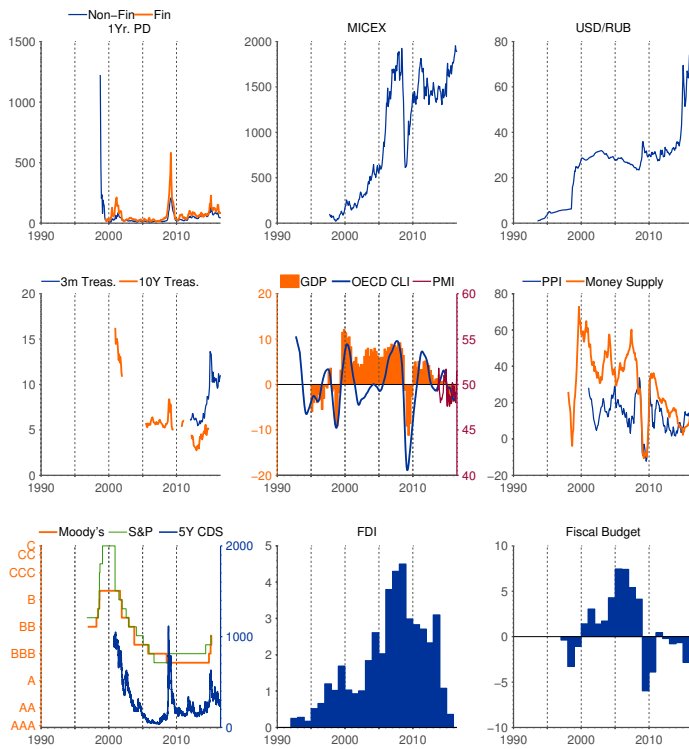 Non-Fin Fin
1Yr. PD
1500
1000
500
0
1990 2000 2010
MICEX
2000
1500
1000
500
0
1990 2000 2010
USD/RUB
80
60
40
20
0
1990 2000 2010
3m Treas. 10Y Treas.
20
15
10
5
0
1990 2000 2010
GDP OECD CLI PMI
20 60
10 55
0 50
-10 45
-20 40
1990 2000 2010
PPI Money Supply
80
60
40
20
0
-20
1990 2000 2010
Moody's S&P 5Y CDS
C 2000
CC
CCC
B
BB 1000
BBB
A
AA
AAA 0
1990 2000 2010
FDI
5
4
3
2
1
0
1990 2000 2010
Fiscal Budget
10
5
0
-5
-10
1990 2000 2010